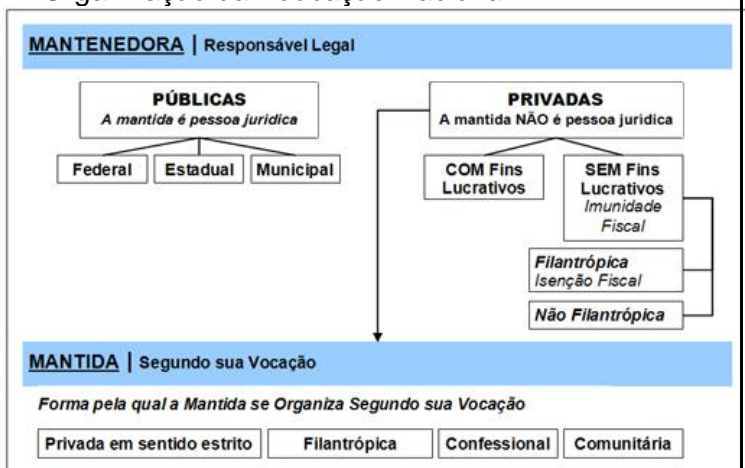 MANTENEDORA | Responsável Legal
PÚBLICAS
A mantida é pessoa jurídica
Federal
Estadual
Municipal
PRIVADAS
A mantida NÃO é pessoa jurídica
COM Fins
Lucrativos
SEM Fins
Lucrativos
Imunidade
Fiscal
Filantrópica
Isenção Fiscal
Não Filantrópica
MANTIDA | Segundo sua Vocação
Forma pela qual a Mantida se Organiza Segundo sua Vocação
Privada em sentido estrito
Filantrópica
Confessional
Comunitária